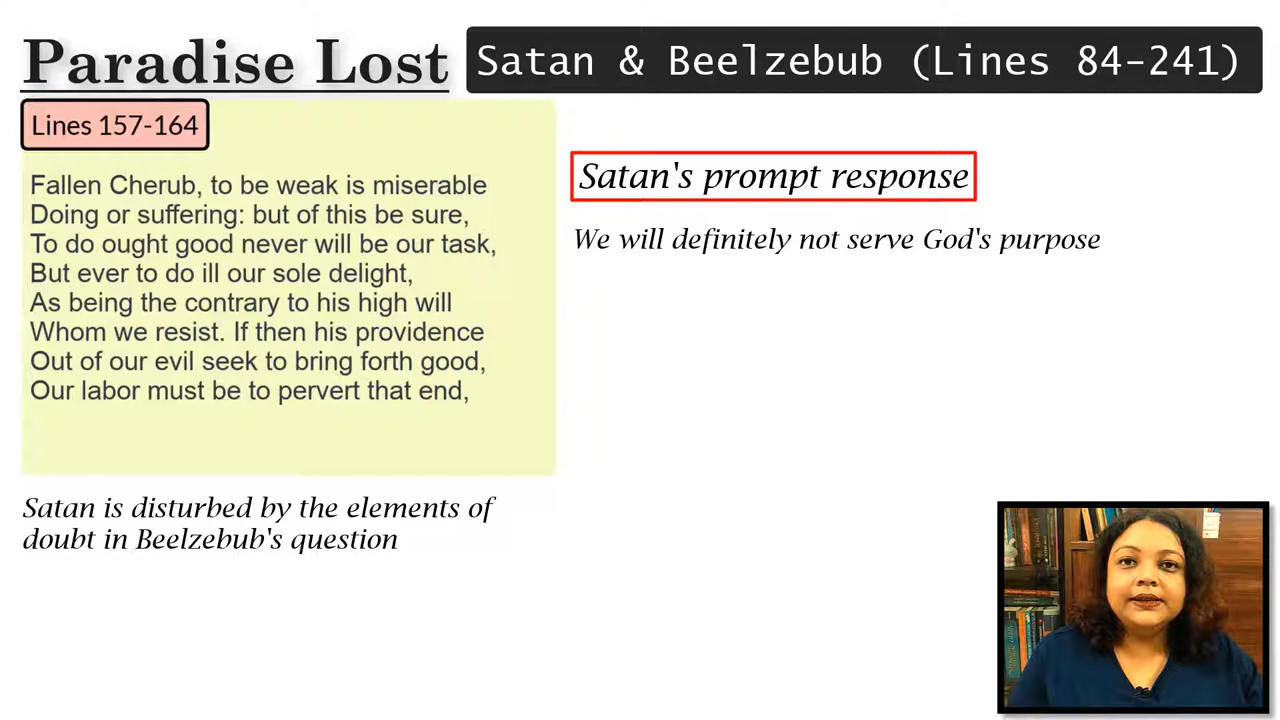 Paradise Lost
Satan & Beelzebub (Lines 84-241)
Lines 157-164
Fallen Cherub, to be weak is miserable
Doing or suffering: but of this be sure,
To do ought good never will be our task,
But ever to do ill our sole delight,
As being the contrary to his high will
Whom we resist. If then his providence
Out of our evil seek to bring forth good,
Our labor must be to pervert that end,
Satan is disturbed by the elements of
doubt in Beelzebub's question
Satan's prompt response
We will definitely not serve God's purpose